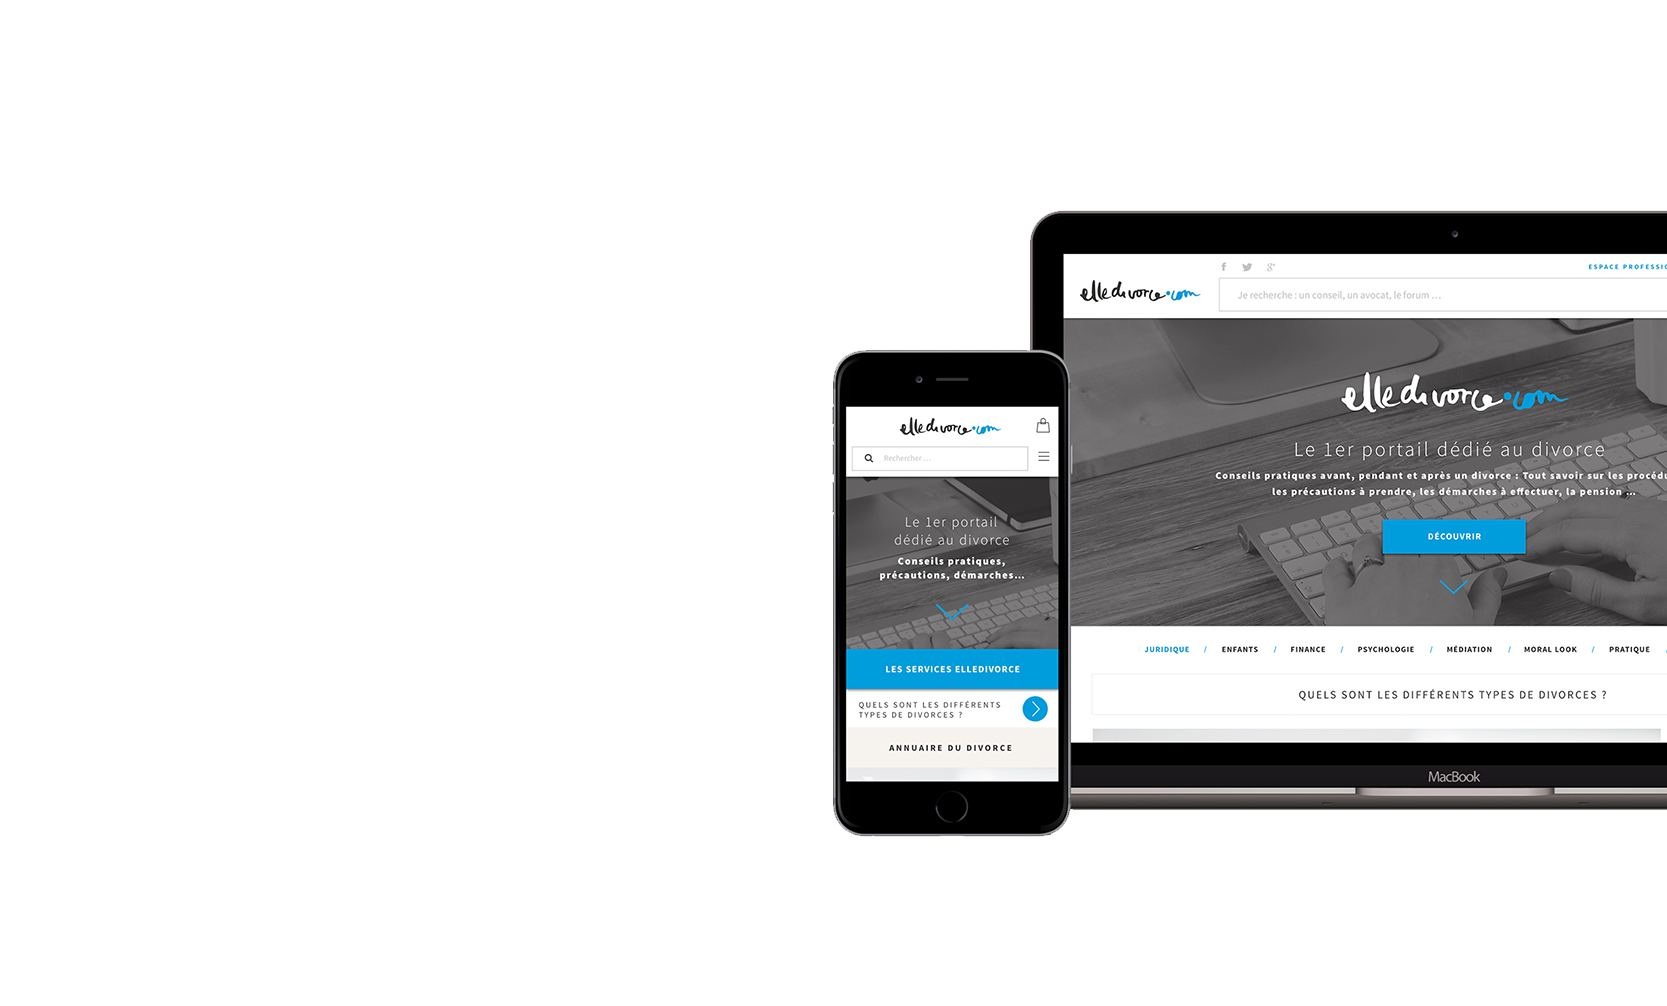 elledivorce.com
Rechercher ...
Le 1er portail
dédié au divorce
Conseils pratiques,
précautions, démarches...
LES SERVICES ELLEDIVORCE
QUELS SONT LES DIFFÉRENTS
TYPES DE DIVORCES ?
ANNUAIRE DU DIVORCE
ESPACE
elledivorce.com
Je recherche : un conseil, un avocat, le forum ...
elledivorce.com
Le 1er portail dédié au divorce
Conseils pratiques avant, pendant et après un divorce : Tout savoir sur les
les précautions à prendre, les démarches à effectuer, la pension ...
DÉCOUVRIR
JURIDIQUE / ENFANTS / FINANCE / PSYCHOLOGIE / MÉDIATION / MORAL LOOK / PRATIQUE
QUELS SONT LES DIFFÉRENTS TYPES DE DIVORCES ?
MacBook